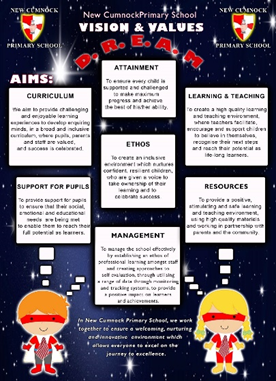 NEW CUMNOCK
PRIMARY SCHOOL
New CumnockPrimary School
VISION & VALUES
D.R.E.A.M
NEW CUMNOCK
PRIMARY SCHOOL
AIMS:
ATTAINMENT
To ensure every child is
supported and challenged
to make maximum
progress and achieve
the best of his/her ability.
CURRICULUM
We aim to provide challenging
and enjoyable learning
experiences to develop enquiring
minds, in a broad and inclusive
curriculum, where pupils, parents
and staff are valued,
and success is celebrated
LEARNING & TEACHING
To create a high quality learning
and teaching environment,
where teachers facilitate,
encourage and support children
to believe in themselves,
recognise their next steps
and reach their potential as
life-long learners.
ETHOS
To create an inclusive
environment which nurtures
confident, resilient children,
who are given a voice to
take ownership of their
learning and to
celebrate success
SUPPORT FOR PUPILS
To provide support for pupils
to ensure that their social,
emotional and educational
needs are being met
to enable them to reach their
full potential as learners.
RESOURCES
To provide a positive,
stimulating and safe learning
and teaching environment,
using high quality materials
and working in partnership with
parents and the community.
MANAGEMENT
To manage the school effectively
by establishing an ethos of
professional learning amongst staff
and creating approaches to
self evaluation, through utilising
a range of data through monitoring
and tracking systems, to provide
a positive impact on learners
and achievements.
In New Cumnock Primary School, we work
together to ensure a welcoming, nurturing
and innovative environment which
allows everyone to excel on the
journey to excellence.